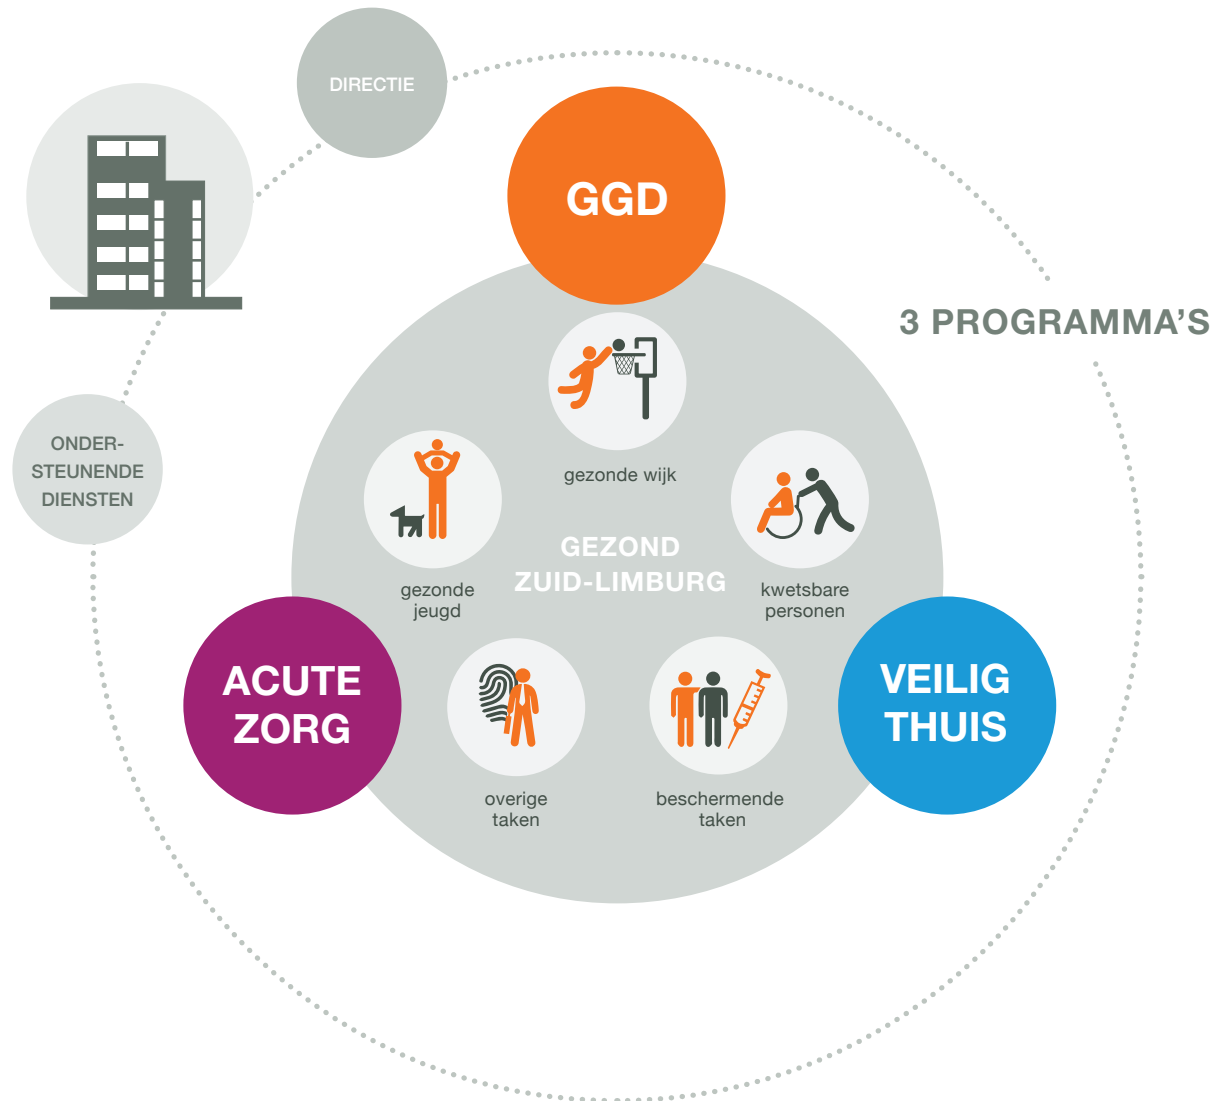 DIRECTIE
GGD
3 PROGRAMMA'S
ONDER-
STEUNENDE
DIENSTEN
gezonde wijk
GEZOND
ZUID-LIMBURG
gezonde
jeugd
kwetsbare
personen
ACUTE
ZORG
VEILIG
THUIS
overige
taken
beschermende
taken